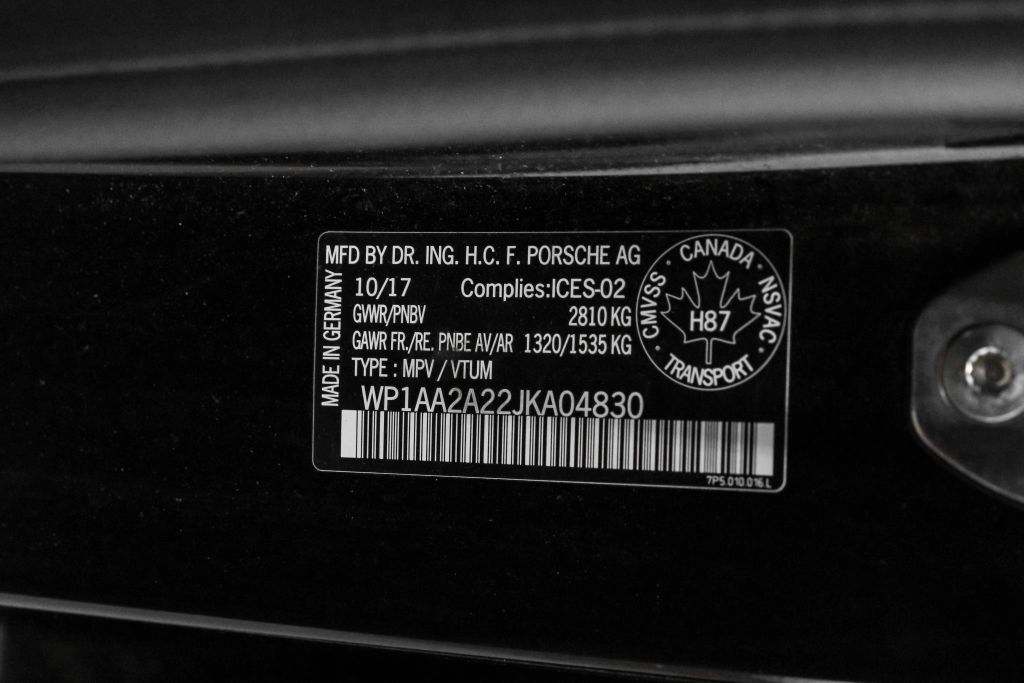 MFD BY DR. ING. H.C. F. PORSCHE AG
MADE IN GERMANY
10/17 Complies:ICES-02
GWR/PNBV 2810 KG
GAWR FR./RE. PNBE AV/AR 1320/1535 KG
TYPE : MPV / VTUM
WP1AA2A22JKA04830
CMVSS · CANADA · NSVAC · TRANSPORT ·
H87
7P5.010.016.L